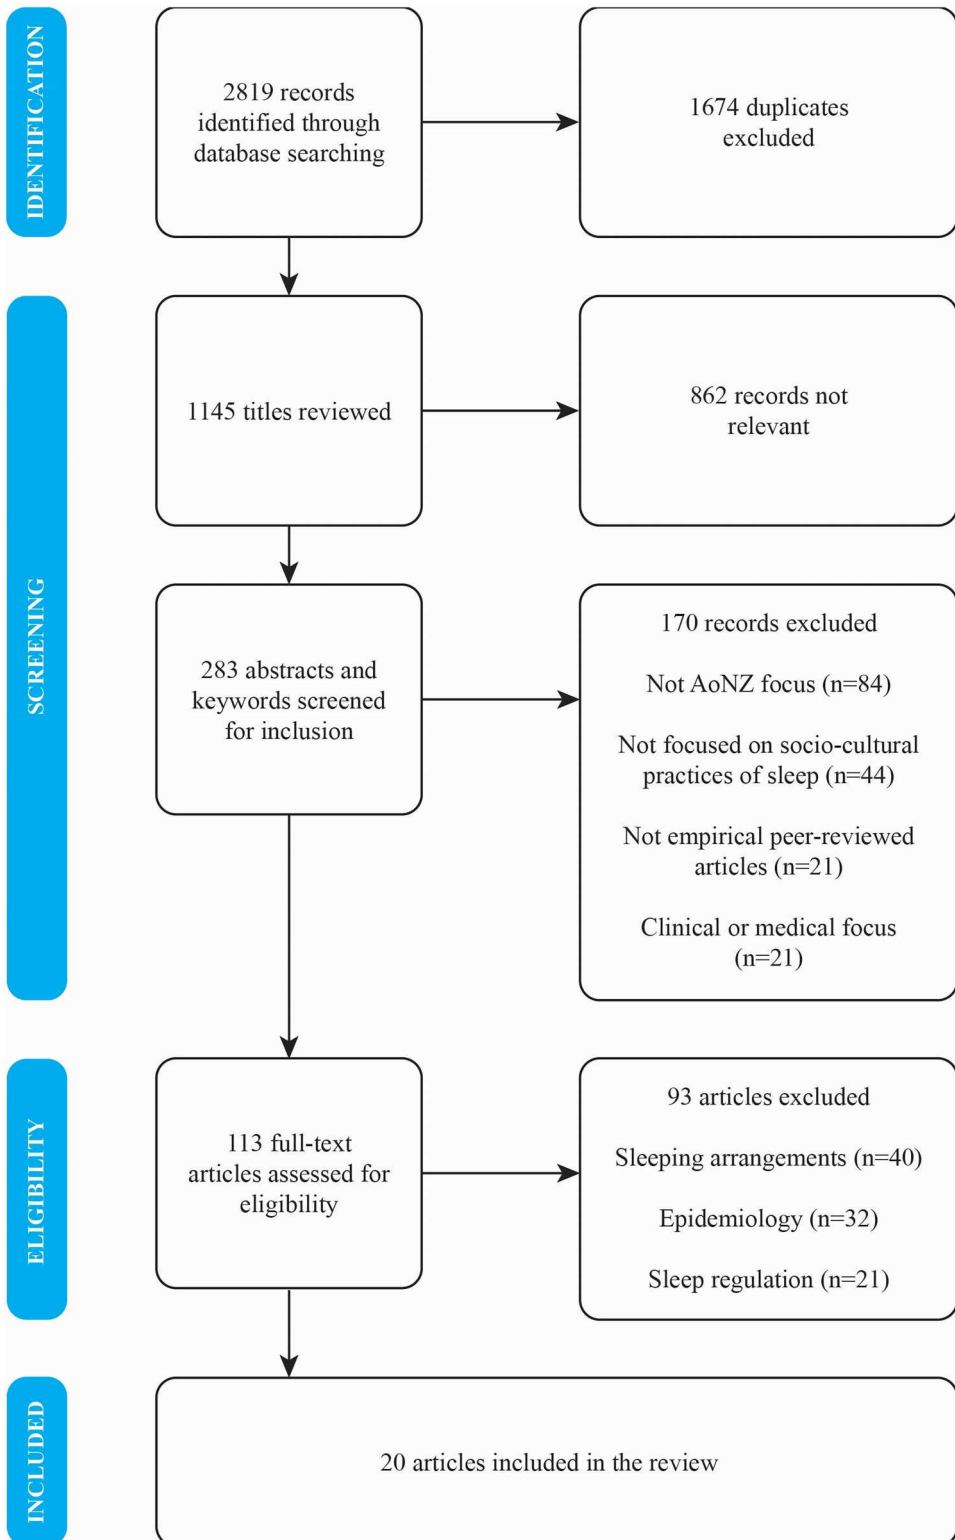 IDENTIFICATION
2819 records
identified through
database searching
1674 duplicates
excluded
SCREENING
1145 titles reviewed
862 records not
relevant
283 abstracts and
keywords screened
for inclusion
170 records excluded
Not AoNZ focus (n=84)
Not focused on socio-cultural
practices of sleep (n=44)
Not empirical peer-reviewed
articles (n=21)
Clinical or medical focus
(n=21)
ELIGIBILITY
113 full-text
articles assessed for
eligibility
93 articles excluded
Sleeping arrangements (n=40)
Epidemiology (n=32)
Sleep regulation (n=21)
INCLUDED
20 articles included in the review